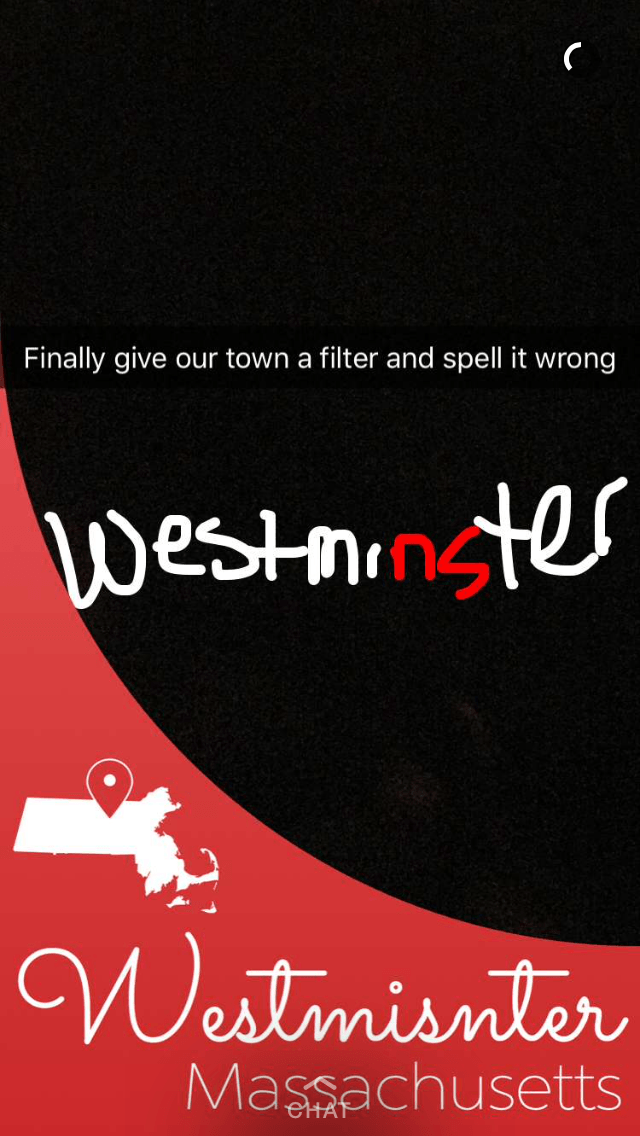 Finally give our town a filter and spell it wrong
Westminster
Westmisnter
Massachusetts
CHAT